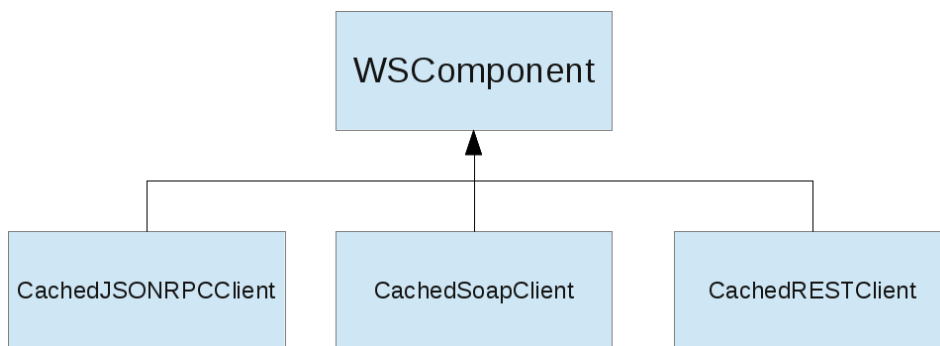 WSComponent
CachedJSONRPCClient
CachedSoapClient
CachedRESTClient